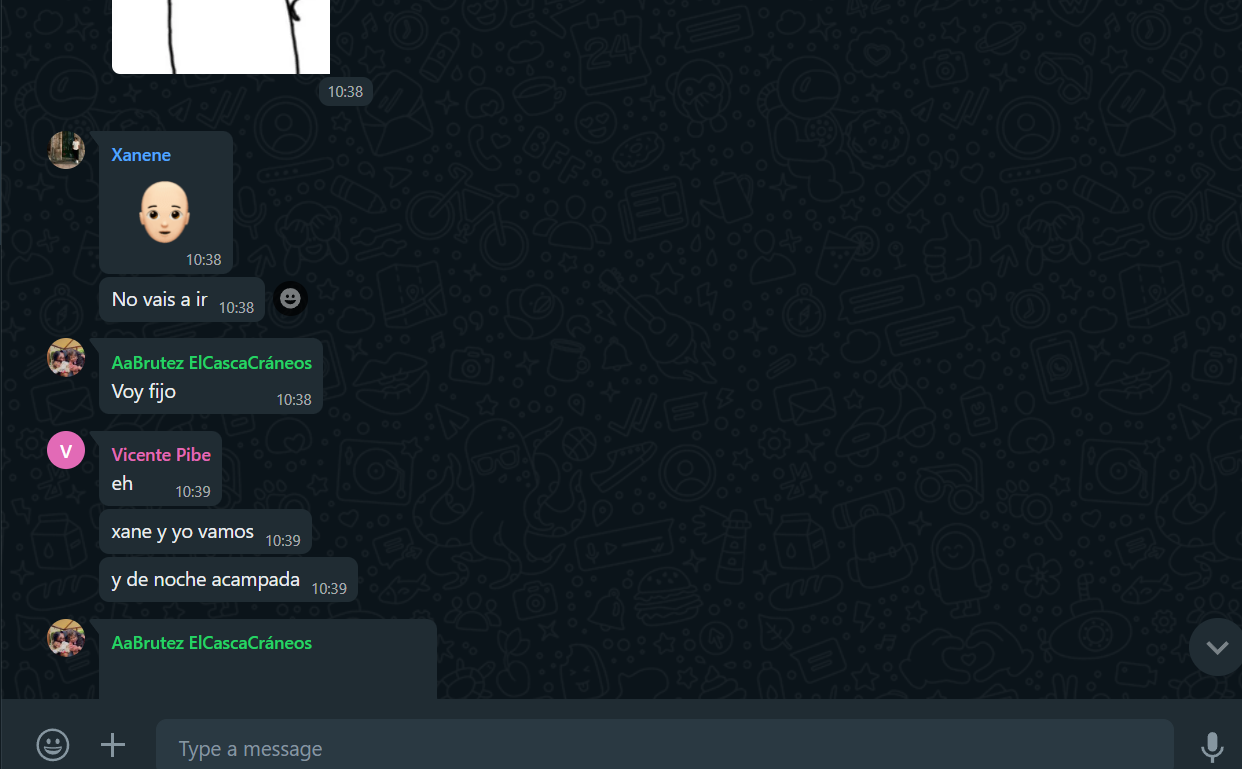 10:38
Xanene
10:38
No vais a ir 10:38
AaBrutez ElCascaCráneos
Voy fijo 10:38
V
Vicente Pibe
eh 10:39
xane y yo vamos 10:39
y de noche acampada 10:39
AaBrutez ElCascaCráneos
Type a message